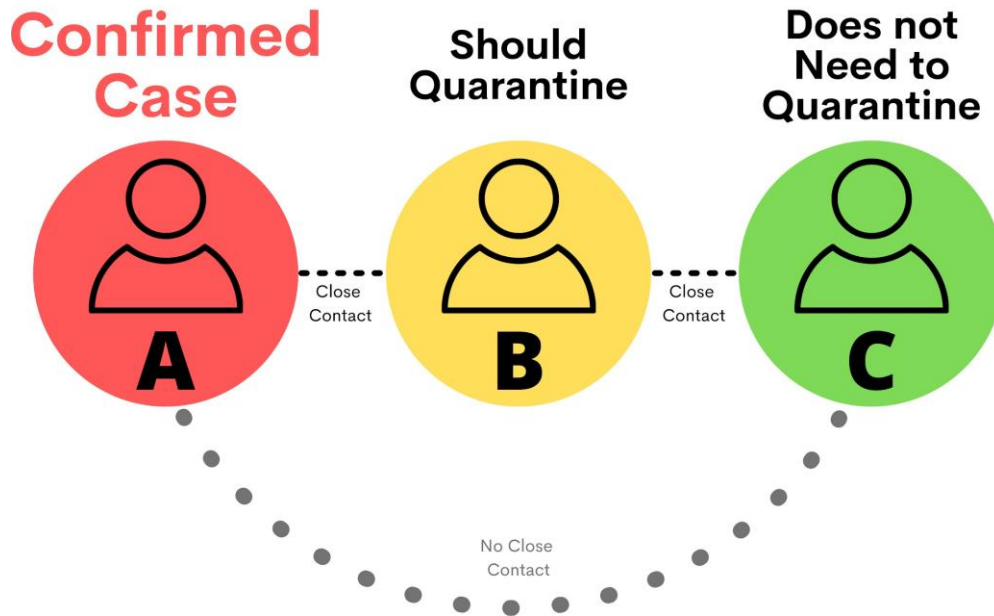 Confirmed
Case
Should
Quarantine
Does not
Need to
Quarantine
Close
Contact
Close
Contact
A
B
C
No Close
Contact